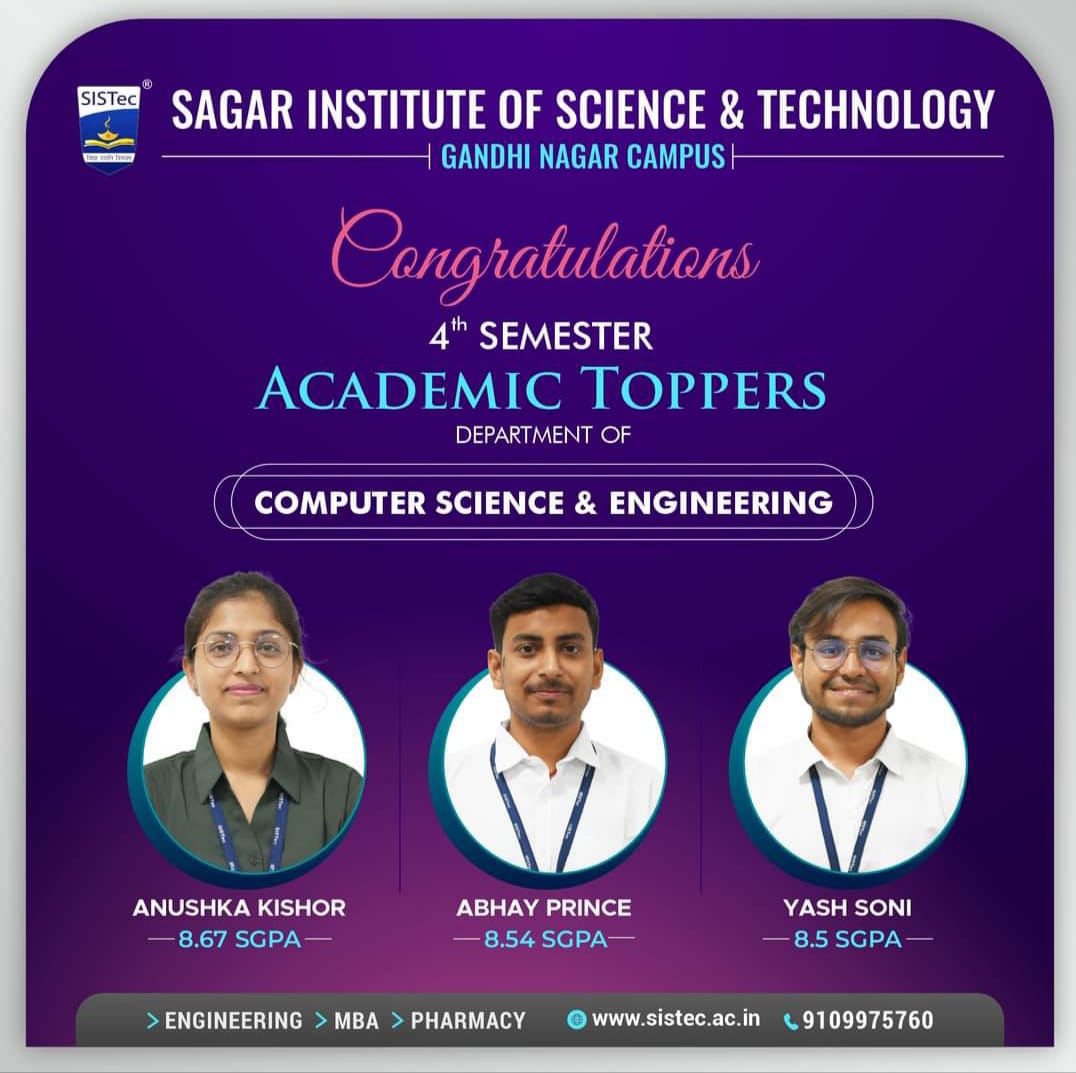 SISTec ®
SAGAR INSTITUTE OF SCIENCE & TECHNOLOGY
GANDHI NAGAR CAMPUS
Congratulations
4th SEMESTER
ACADEMIC TOPPERS
DEPARTMENT OF
COMPUTER SCIENCE & ENGINEERING
ANUSHKA KISHOR
8.67 SGPA
ABHAY PRINCE
8.54 SGPA
YASH SONI
8.5 SGPA
> ENGINEERING > MBA > PHARMACY www.sistec.ac.in 9109975760